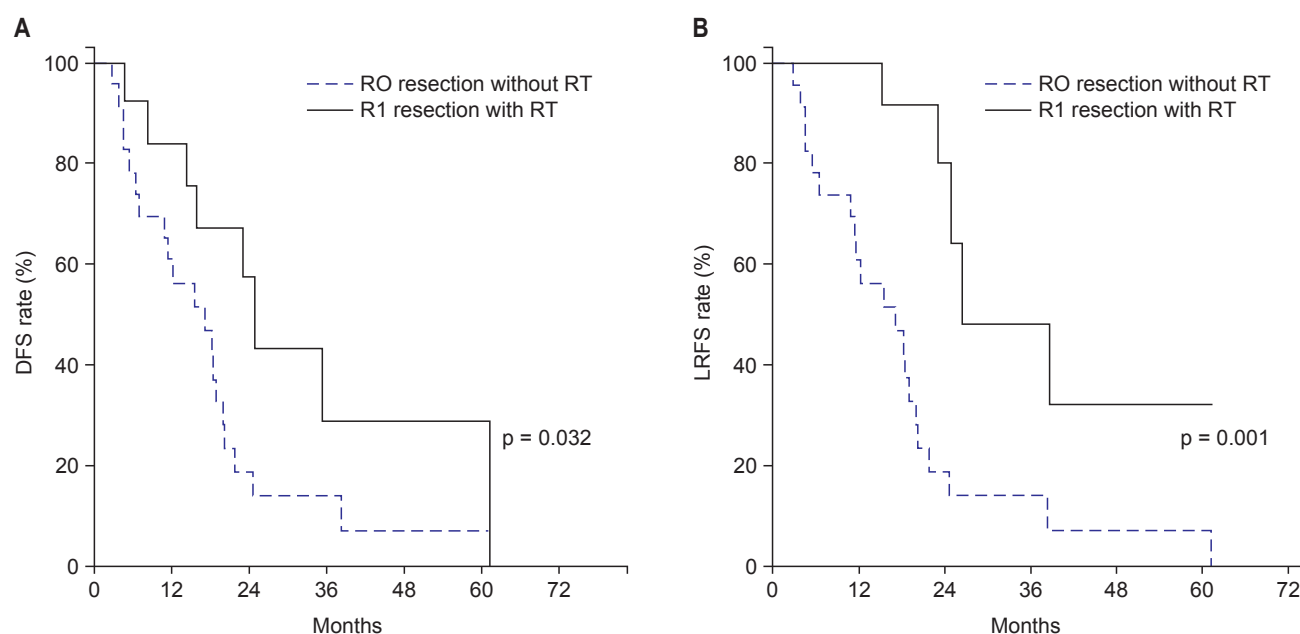 A
100
80
60
40
20
0
DFS rate (%)
RO resection without RT
R1 resection with RT
p = 0.032
0 12 24 36 48 60 72
Months
B
100
80
60
40
20
0
LRFS rate (%)
RO resection without RT
R1 resection with RT
p = 0.001
0 12 24 36 48 60 72
Months